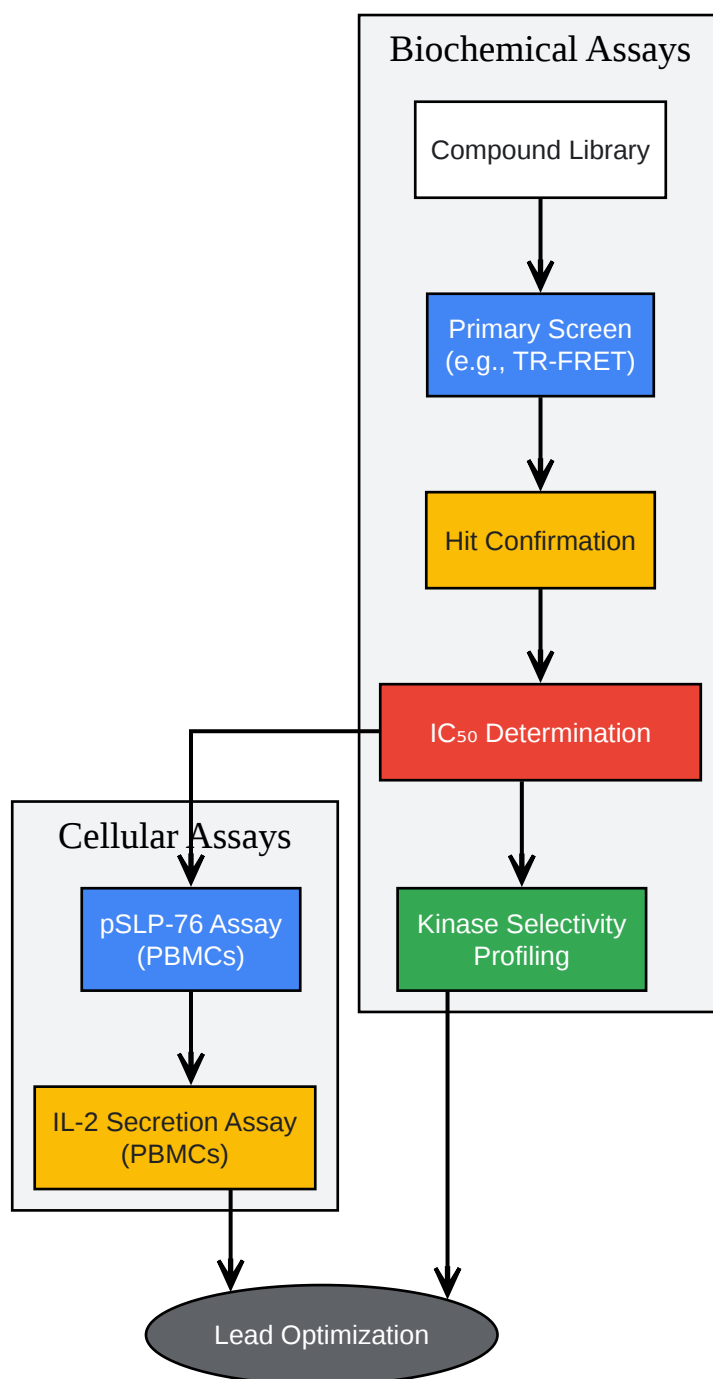 Biochemical Assays
Compound Library
Primary Screen
(e.g., TR-FRET)
Hit Confirmation
IC₅₀ Determination
Cellular Assays
pSLP-76 Assay
(PBMCs)
Kinase Selectivity
Profiling
IL-2 Secretion Assay
(PBMCs)
Lead Optimization